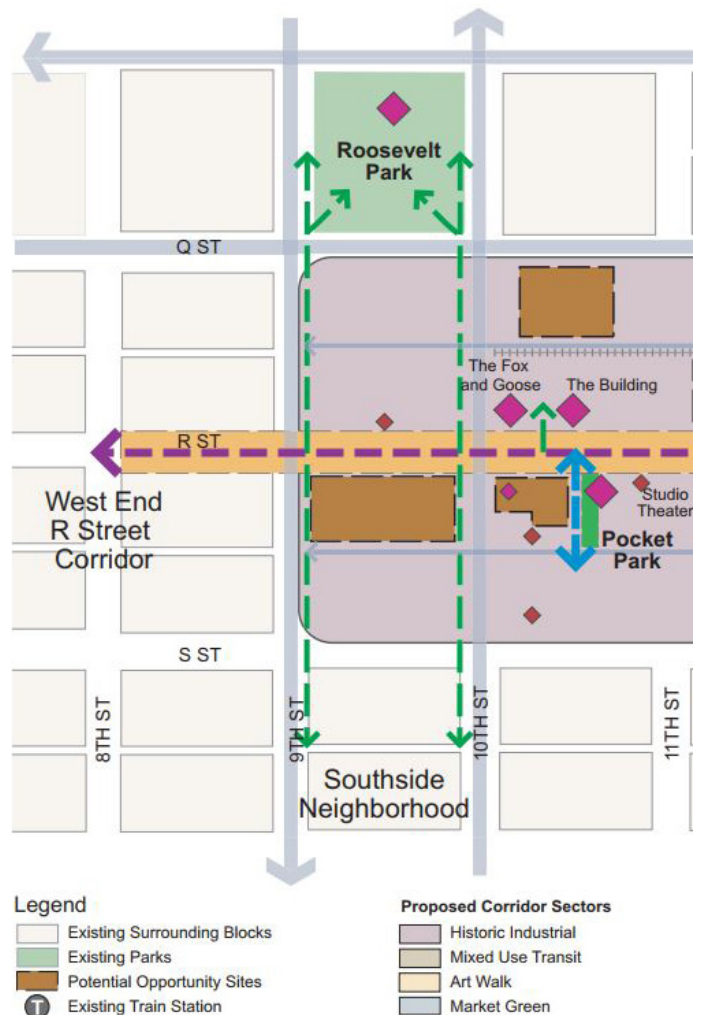 Roosevelt
Park
Q ST
The Fox
and Goose
The Building
R ST
West End
R Street
Corridor
Studio
Theater
Pocket
Park
S ST
8TH ST
9TH ST
10TH ST
11TH ST
Southside
Neighborhood
Legend
Existing Surrounding Blocks
Existing Parks
Potential Opportunity Sites
T Existing Train Station
Proposed Corridor Sectors
Historic Industrial
Mixed Use Transit
Art Walk
Market Green